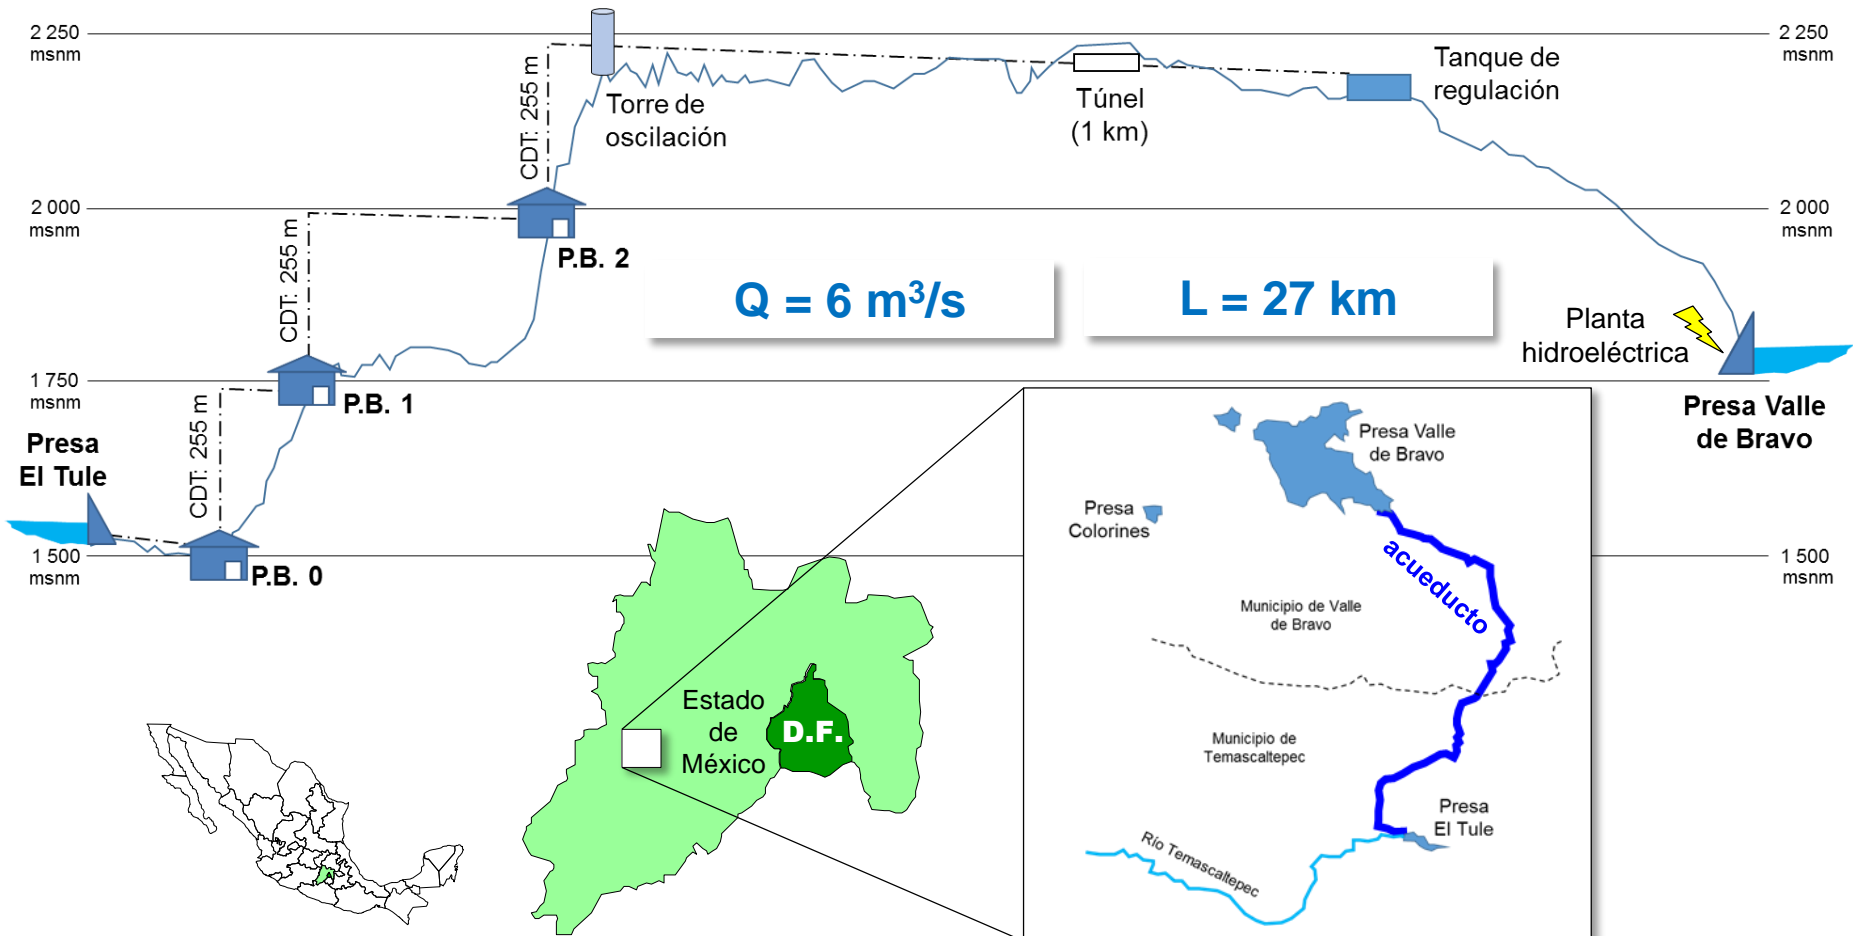 2 250
msnm
2 250
msnm
Torre de
oscilación
Túnel
(1 km)
Tanque de
regulación
CDT: 255 m
2 000
msnm
2 000
msnm
P.B. 2
CDT: 255 m
Q = 6 m³/s
L = 27 km
Planta
hidroeléctrica
1 750
msnm
P.B. 1
Presa Valle
de Bravo
CDT: 255 m
Presa
El Tule
1 500
msnm
1 500
msnm
P.B. 0
Estado
de
México
D.F.
Presa Valle
de Bravo
Presa
Colorines
acueducto
Municipio de Valle
de Bravo
Municipio de
Temascaltepec
Presa
El Tule
Río Temascaltepec